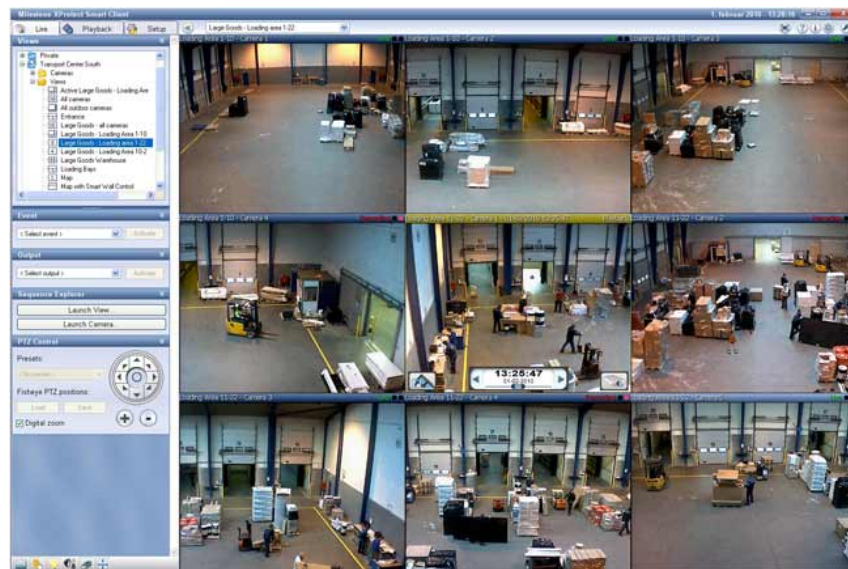 Milestone XProtect Smart Client
1. februar 2010 - 13:26:16
Live
Playback
Setup
Large Goods - Loading area 1-22
Views
Private
Transport Center South
Cameras
Views
Active Large Goods - Loading Are
All cameras
All outdoor cameras
Entrance
Large Goods - all cameras
Large Goods - Loading Area 1-10
Large Goods - Loading area 1-22
Large Goods - Loading Area 10-2
Large Goods Warehouse
Loading Bays
Map
Map with Smart Wall Control
Event
< Select event >
Activate
Output
< Select output >
Activate
Sequence Explorer
Launch View...
Launch Camera...
PTZ Control
Presets:
Fisheye PTZ positions:
Load
Save
Digital zoom
Loading Area 1-10 - Camera 1
Loading Area 1-10 - Camera 2
Loading Area 1-10 - Camera 3
Loading Area 1-10 - Camera 4
Loading Area 11-22 - Camera 2
13:25:47
01-02-2010
Loading Area 11-22 - Camera 3
Loading Area 11-22 - Camera 4